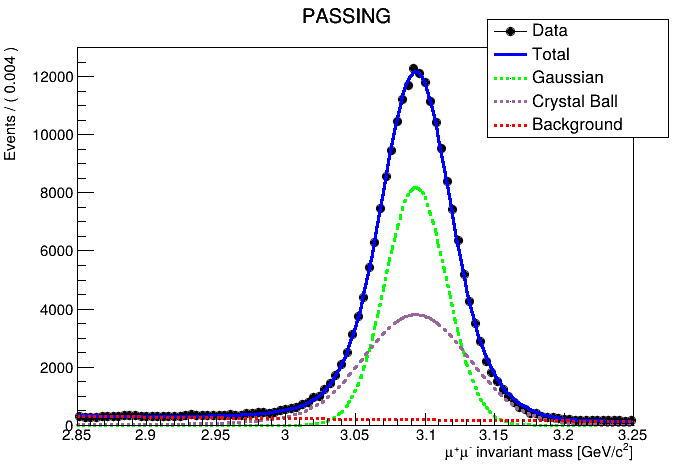 PASSING
Data
Total
Gaussian
Crystal Ball
Background
Events / ( 0.004 )
12000
10000
8000
6000
4000
2000
0
2.85 2.9 2.95 3 3.05 3.1 3.15 3.2 3.25
μ⁺μ⁻ invariant mass [GeV/c²]